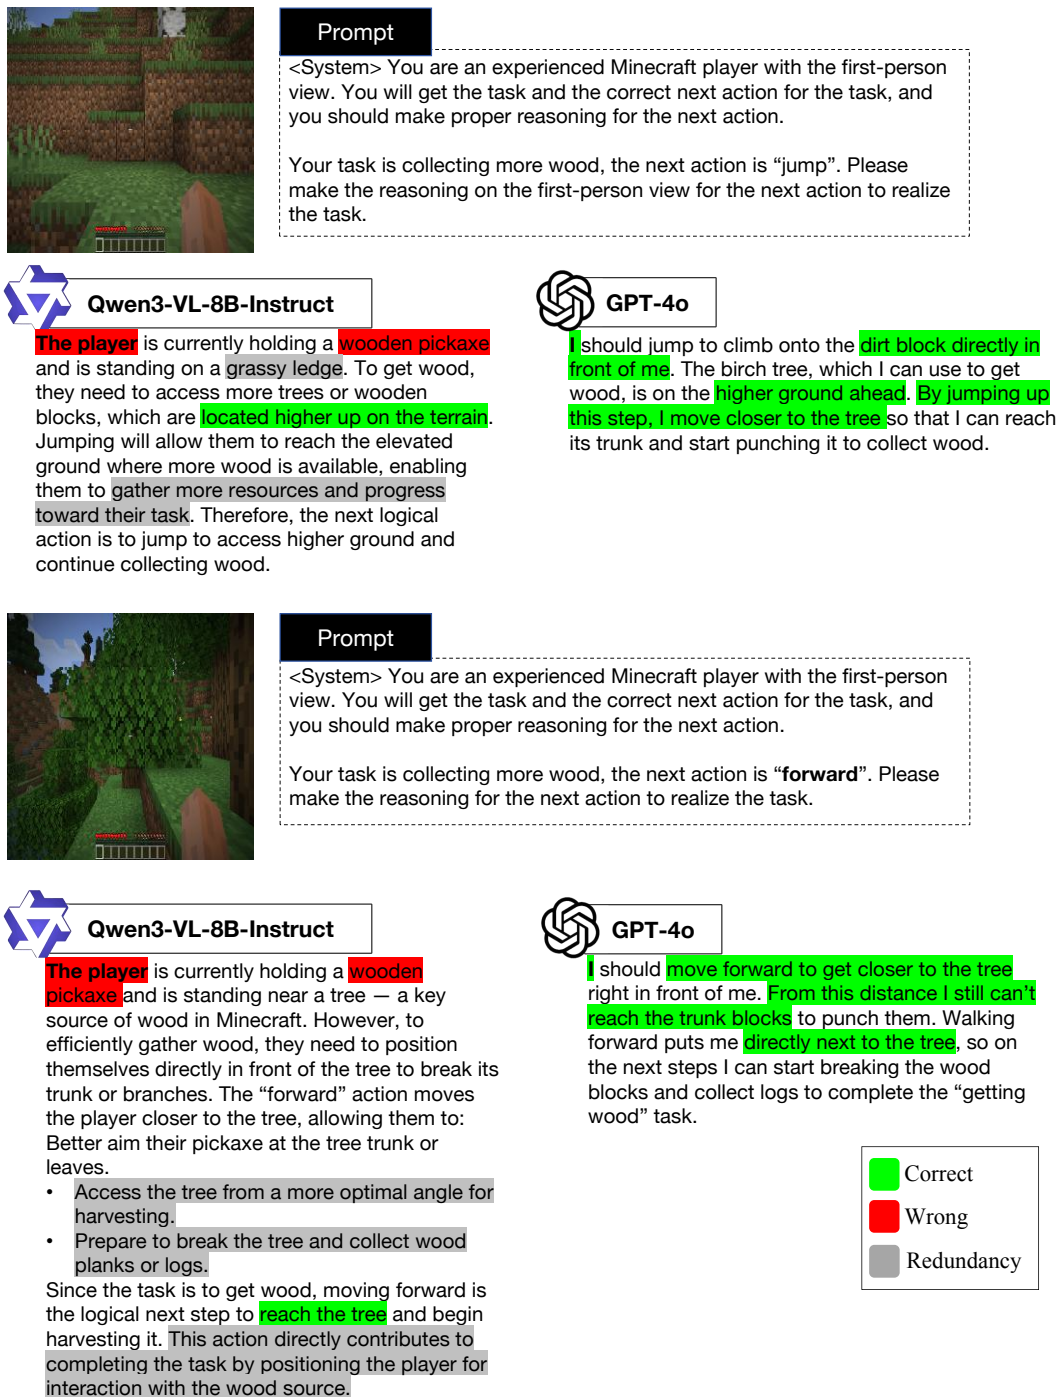 Prompt
<System> You are an experienced Minecraft player with the first-person
view. You will get the task and the correct next action for the task, and
you should make proper reasoning for the next action.
Your task is collecting more wood, the next action is “jump”. Please
make the reasoning on the first-person view for the next action to realize
the task.
Qwen3-VL-8B-Instruct
The player is currently holding a wooden pickaxe
and is standing on a grassy ledge. To get wood,
they need to access more trees or wooden
blocks, which are located higher up on the terrain.
Jumping will allow them to reach the elevated
ground where more wood is available, enabling
them to gather more resources and progress
toward their task. Therefore, the next logical
action is to jump to access higher ground and
continue collecting wood.
GPT-4o
I should jump to climb onto the dirt block directly in
front of me. The birch tree, which I can use to get
wood, is on the higher ground ahead. By jumping up
this step, I move closer to the tree so that I can reach
its trunk and start punching it to collect wood.
Prompt
<System> You are an experienced Minecraft player with the first-person
view. You will get the task and the correct next action for the task, and
you should make proper reasoning for the next action.
Your task is collecting more wood, the next action is “forward”. Please
make the reasoning for the next action to realize the task.
Qwen3-VL-8B-Instruct
The player is currently holding a wooden
pickaxe and is standing near a tree — a key
source of wood in Minecraft. However, to
efficiently gather wood, they need to position
themselves directly in front of the tree to break its
trunk or branches. The “forward” action moves
the player closer to the tree, allowing them to:
Better aim their pickaxe at the tree trunk or
leaves.
• Access the tree from a more optimal angle for
harvesting.
• Prepare to break the tree and collect wood
planks or logs.
Since the task is to get wood, moving forward is
the logical next step to reach the tree and begin
harvesting it. This action directly contributes to
completing the task by positioning the player for
interaction with the wood source.
GPT-4o
I should move forward to get closer to the tree
right in front of me. From this distance I still can’t
reach the trunk blocks to punch them. Walking
forward puts me directly next to the tree, so on
the next steps I can start breaking the wood
blocks and collect logs to complete the “getting
wood” task.
Correct
Wrong
Redundancy